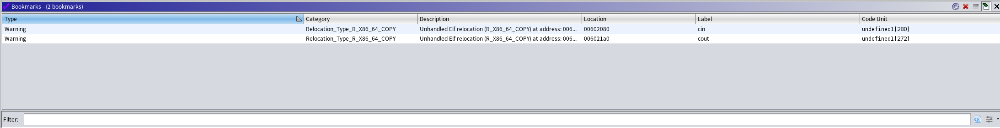 Bookmarks - (2 bookmarks)
Type Category Description Location Label Code Unit
Warning Relocation_Type_R_X86_64_COPY Unhandled Elf relocation (R_X86_64_COPY) at address: 006... 00602080 cin undefined1[280]
Warning Relocation_Type_R_X86_64_COPY Unhandled Elf relocation (R_X86_64_COPY) at address: 006... 006021a0 cout undefined1[272]
Filter: